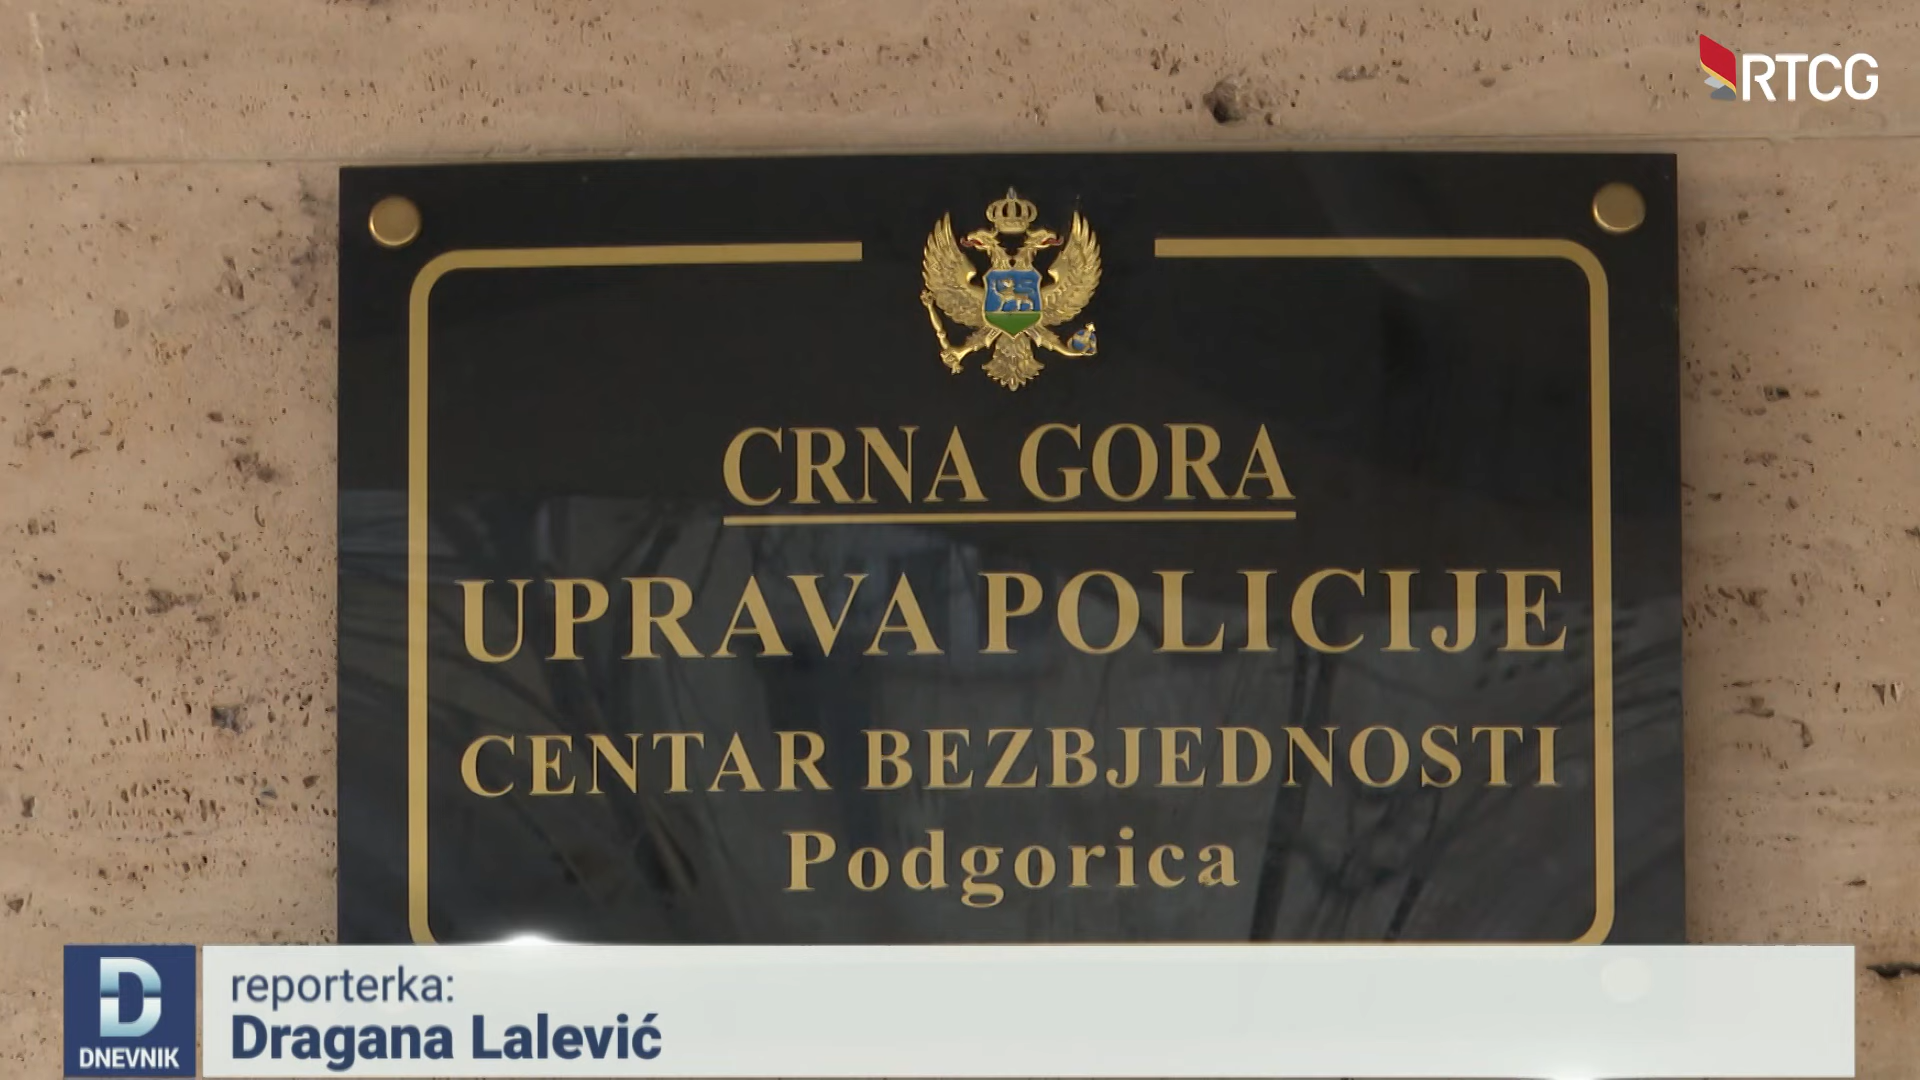 RTCG
CRNA GORA
UPRAVA POLICIJE
CENTAR BEZBJEDNOSTI
Podgorica
reporterka:
Dragana Lalević
DNEVNIK